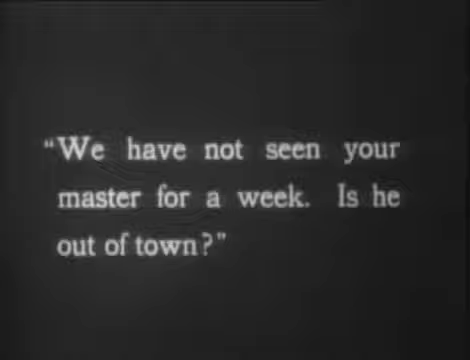 “We have not seen your
master for a week. Is he
out of town?”